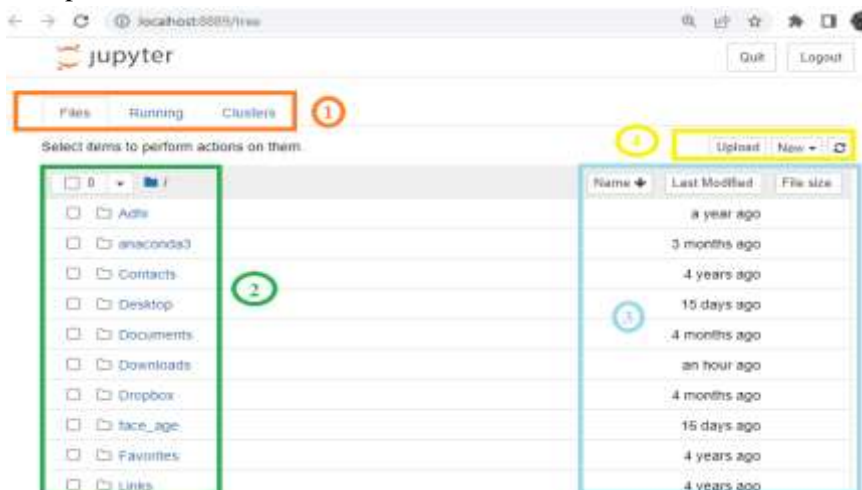 localhost:8889/tree
jupyter
Quit Logout
Files Running Clusters 1
Select items to perform actions on them. 4 Upload New
0 / Name Last Modified File size
Adhi a year ago
anaconda3 3 months ago
Contacts 4 years ago
2
Desktop 15 days ago
3
Documents 4 months ago
Downloads an hour ago
Dropbox 4 months ago
face_age 15 days ago
Favorites 4 years ago
Links 4 years ago